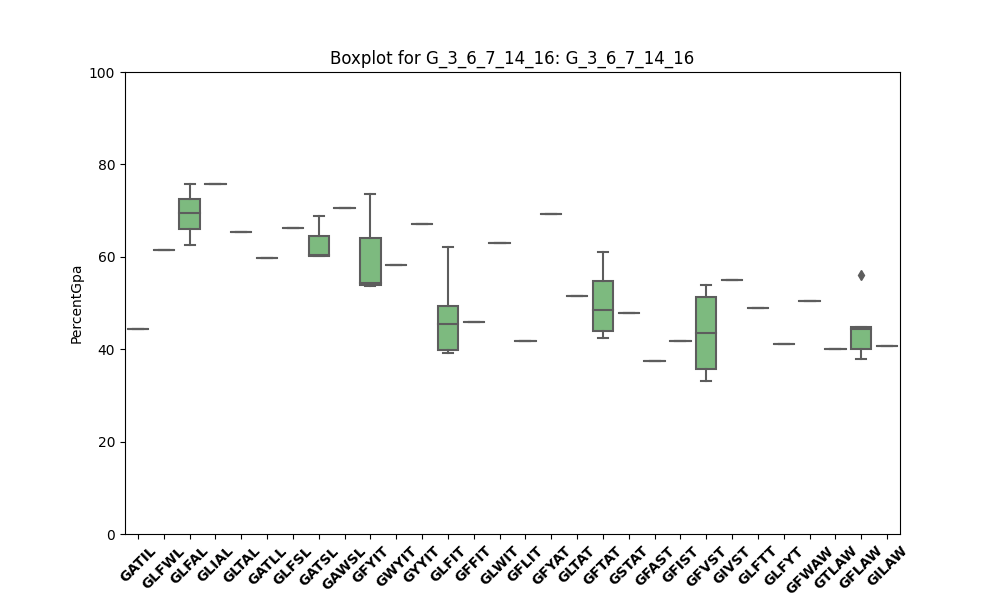 Boxplot for G_3_6_7_14_16: G_3_6_7_14_16
PercentGpa
100
80
60
40
20
0
GATIL
GLFWL
GLFAL
GLIAL
GLTAL
GATLL
GLFSL
GATSL
GAWSL
GFYIT
GWYIT
GYYIT
GLFIT
GFFIT
GLWIT
GFLIT
GFYAT
GLTAT
GFTAT
GSTAT
GFAST
GFIST
GFVST
GIVST
GLFTT
GLFYT
GFWAW
GTLAW
GFLAW
GILAW